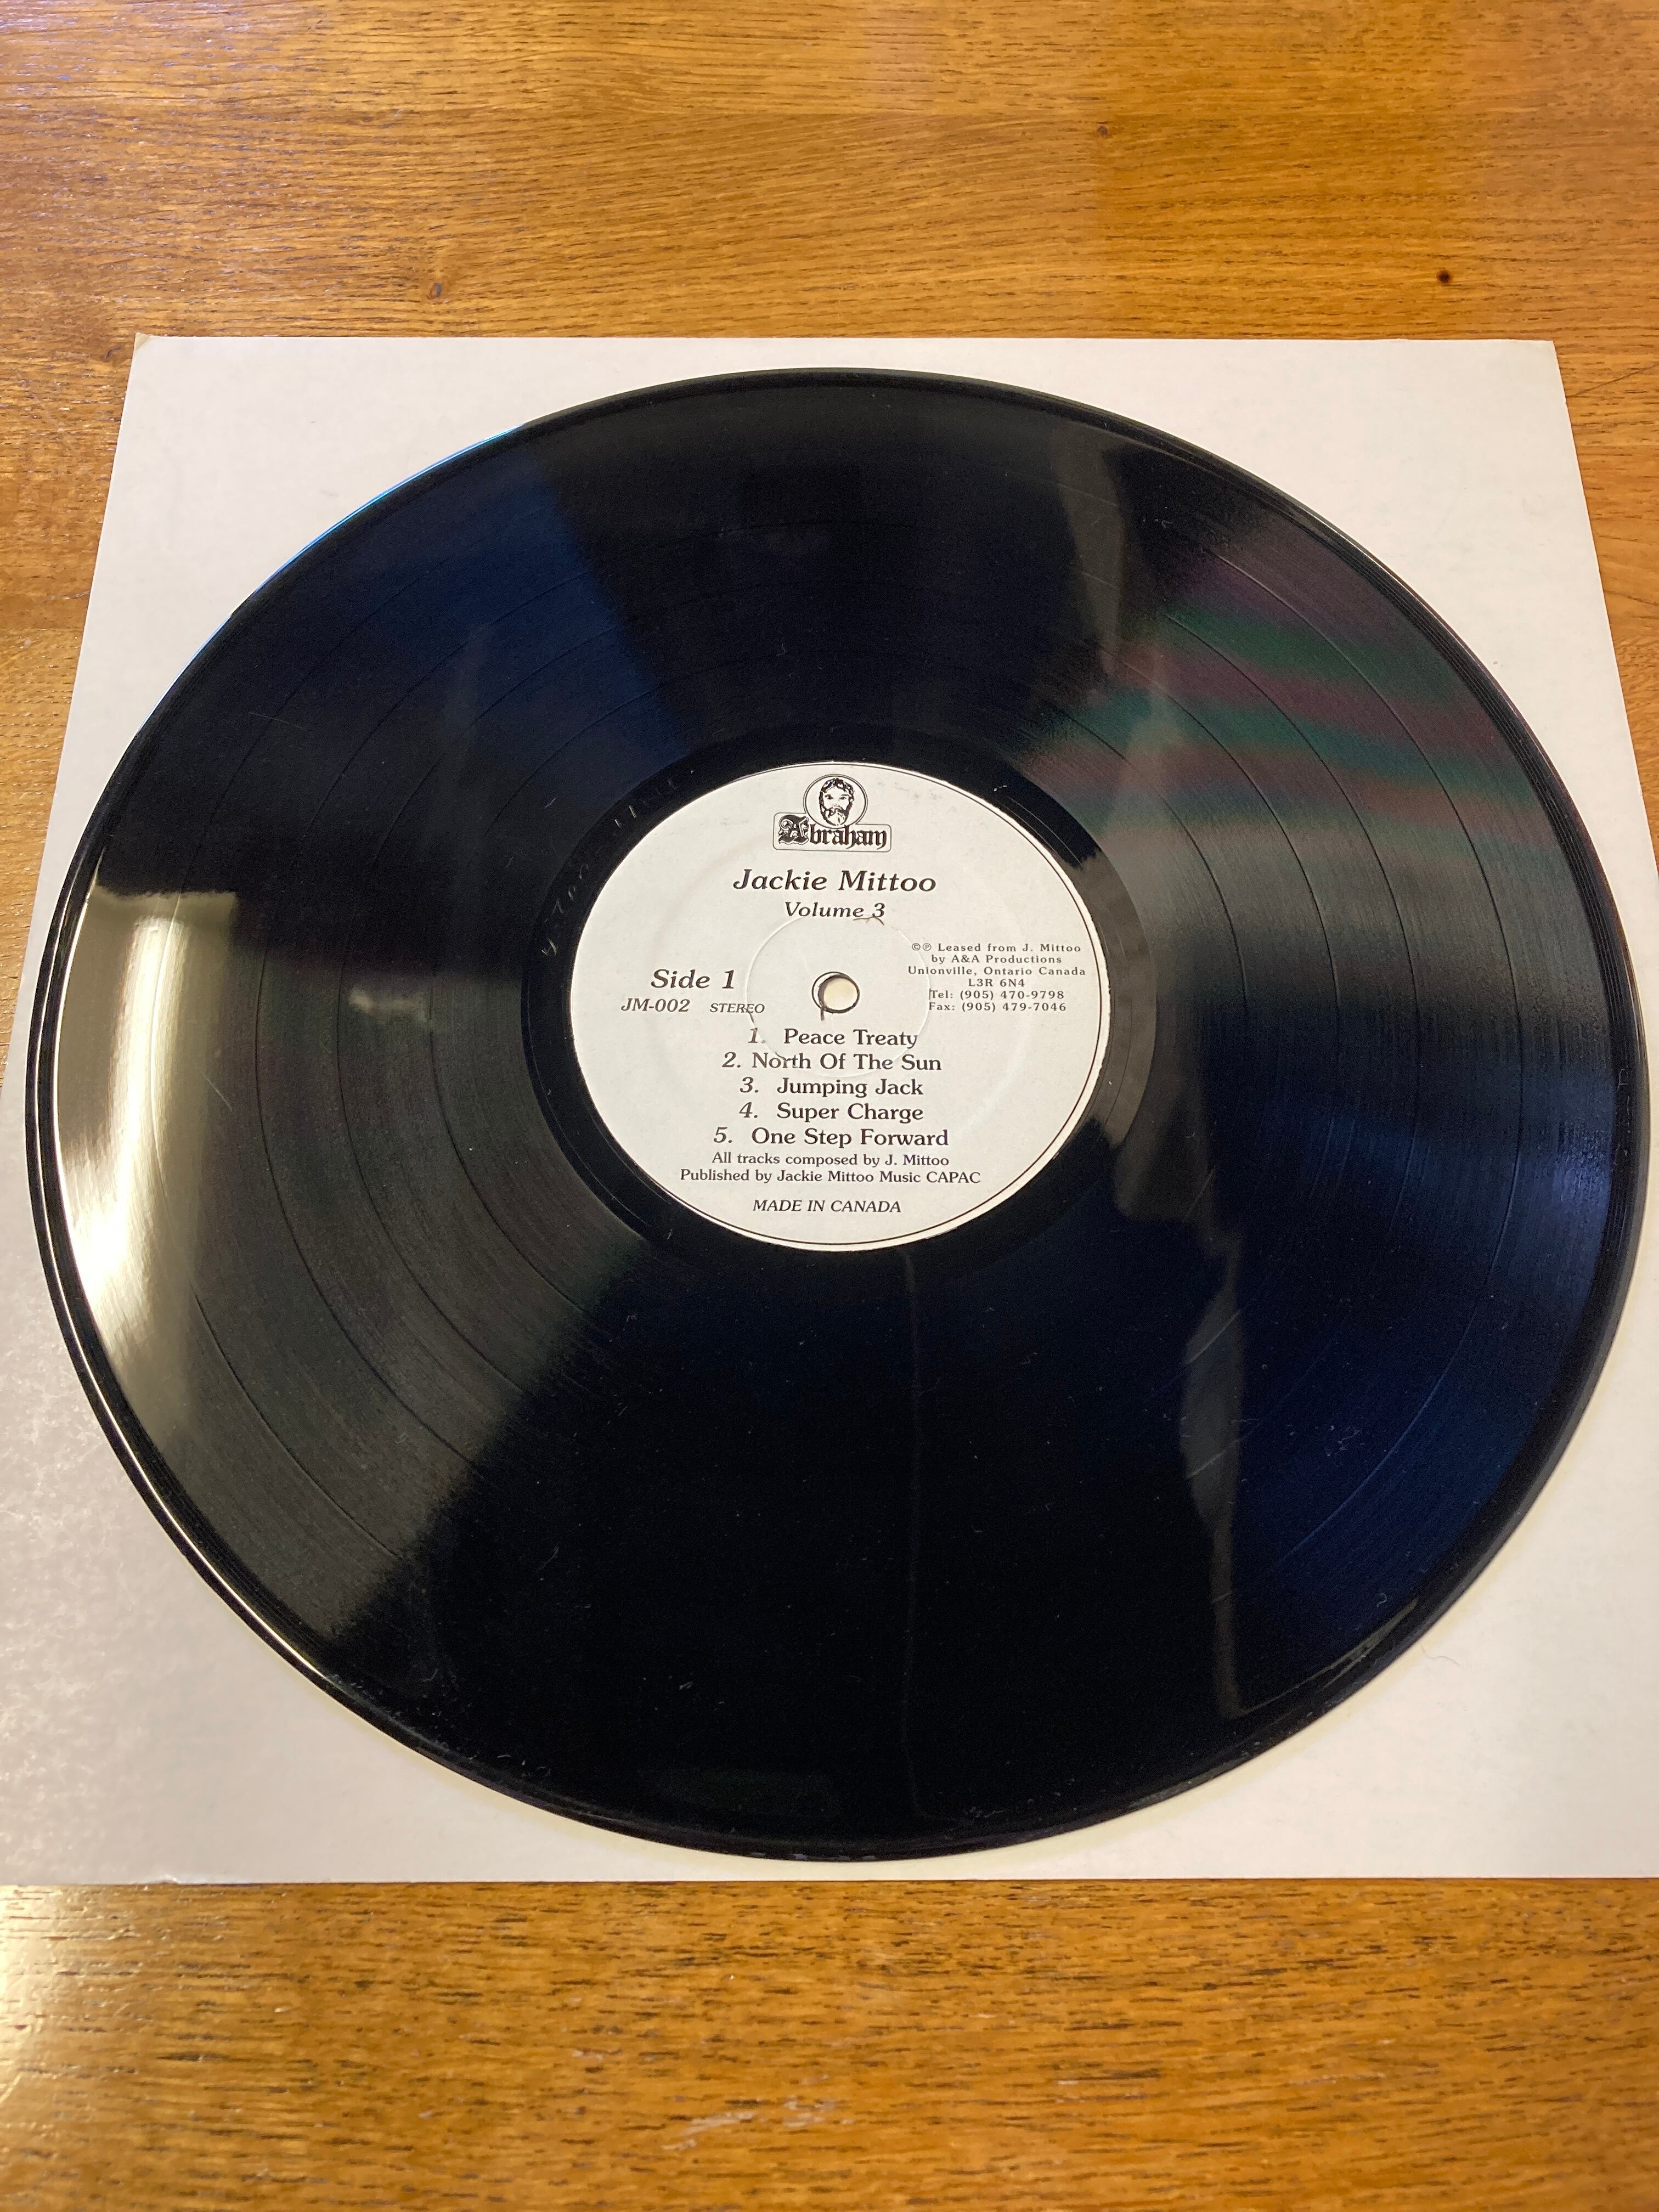 Abraham
Jackie Mittoo
Volume 3
©℗ Leased from J. Mittoo
by A&A Productions
Unionville, Ontario Canada
L3R 6N4
Tel: (905) 470-9798
Fax: (905) 479-7046
Side 1
JM-002 STEREO
1. Peace Treaty
2. North Of The Sun
3. Jumping Jack
4. Super Charge
5. One Step Forward
All tracks composed by J. Mittoo
Published by Jackie Mittoo Music CAPAC
MADE IN CANADA